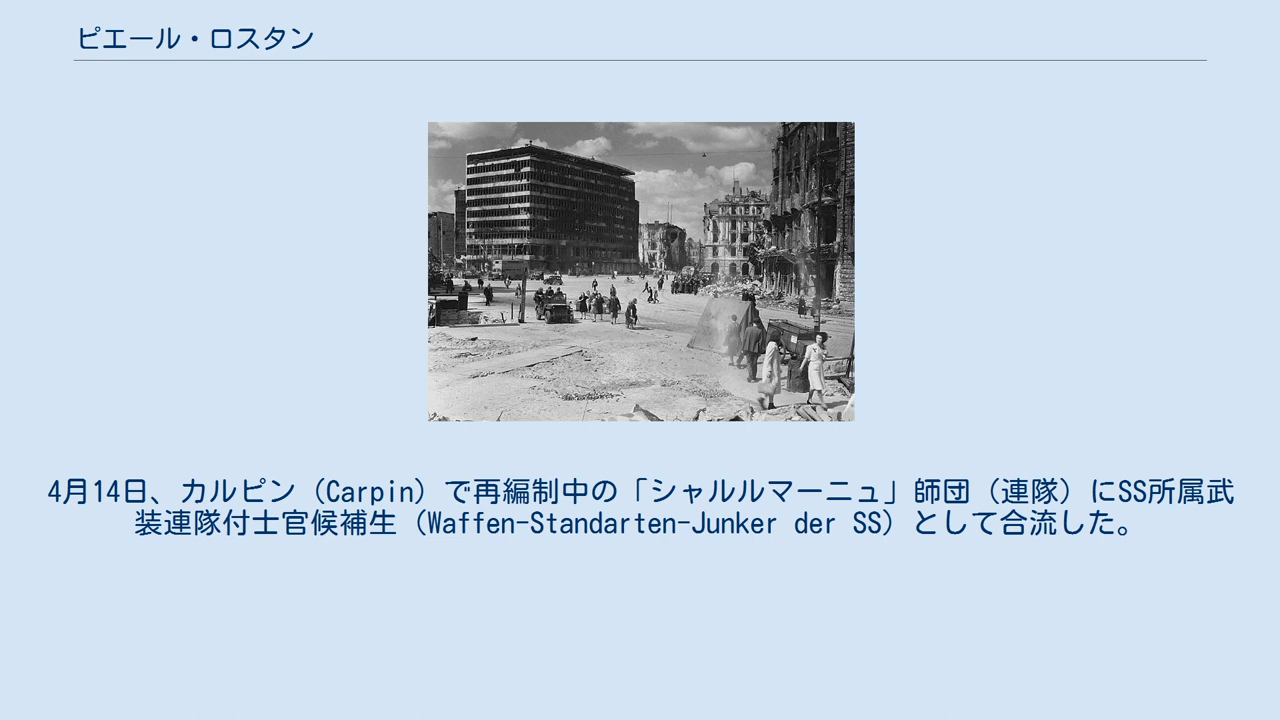 ピエール・ロスタン
4月14日、カルピン（Carpin）で再編制中の「シャルルマーニュ」師団（連隊）にSS所属武
装連隊付士官候補生（Waffen-Standarten-Junker der SS）として合流した。